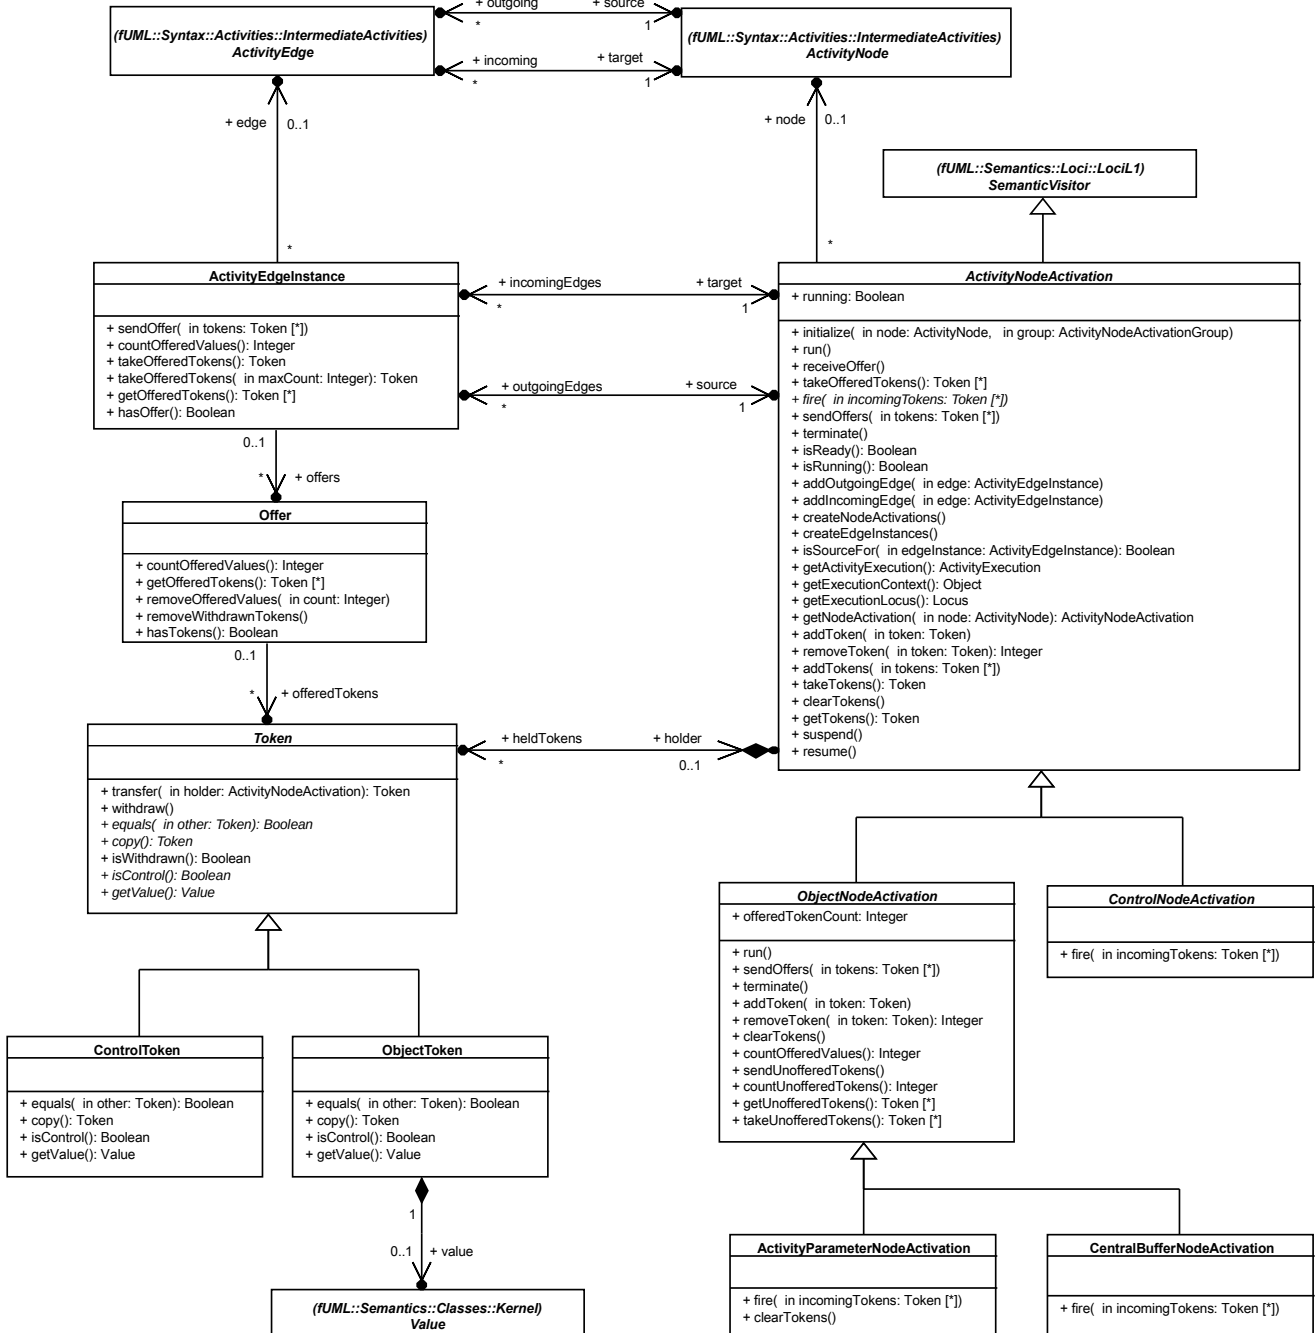 + outgoing
+ source
*
1
(fUML::Syntax::Activities::IntermediateActivities)
ActivityEdge
(fUML::Syntax::Activities::IntermediateActivities)
ActivityNode
+ incoming
+ target
*
1
+ edge
0..1
*
+ node
0..1
*
(fUML::Semantics::Loci::LociL1)
SemanticVisitor
ActivityEdgeInstance
+ sendOffer( in tokens: Token [*])
+ countOfferedValues(): Integer
+ takeOfferedTokens(): Token
+ takeOfferedTokens( in maxCount: Integer): Token
+ getOfferedTokens(): Token [*]
+ hasOffer(): Boolean
+ incomingEdges
+ target
*
1
+ outgoingEdges
+ source
*
1
ActivityNodeActivation
+ running: Boolean
+ initialize( in node: ActivityNode, in group: ActivityNodeActivationGroup)
+ run()
+ receiveOffer()
+ takeOfferedTokens(): Token [*]
+ fire( in incomingTokens: Token [*])
+ sendOffers( in tokens: Token [*])
+ terminate()
+ isReady(): Boolean
+ isRunning(): Boolean
+ addOutgoingEdge( in edge: ActivityEdgeInstance)
+ addIncomingEdge( in edge: ActivityEdgeInstance)
+ createNodeActivations()
+ createEdgeInstances()
+ isSourceFor( in edgeInstance: ActivityEdgeInstance): Boolean
+ getActivityExecution(): ActivityExecution
+ getExecutionContext(): Object
+ getExecutionLocus(): Locus
+ getNodeActivation( in node: ActivityNode): ActivityNodeActivation
+ addToken( in token: Token)
+ removeToken( in token: Token): Integer
+ addTokens( in tokens: Token [*])
+ takeTokens(): Token
+ clearTokens()
+ getTokens(): Token
+ suspend()
+ resume()
0..1
*
+ offers
Offer
+ countOfferedValues(): Integer
+ getOfferedTokens(): Token [*]
+ removeOfferedValues( in count: Integer)
+ removeWithdrawnTokens()
+ hasTokens(): Boolean
0..1
*
+ offeredTokens
Token
+ transfer( in holder: ActivityNodeActivation): Token
+ withdraw()
+ equals( in other: Token): Boolean
+ copy(): Token
+ isWithdrawn(): Boolean
+ isControl(): Boolean
+ getValue(): Value
+ heldTokens
+ holder
*
0..1
ObjectNodeActivation
+ offeredTokenCount: Integer
+ run()
+ sendOffers( in tokens: Token [*])
+ terminate()
+ addToken( in token: Token)
+ removeToken( in token: Token): Integer
+ clearTokens()
+ countOfferedValues(): Integer
+ sendUnofferedTokens()
+ countUnofferedTokens(): Integer
+ getUnofferedTokens(): Token [*]
+ takeUnofferedTokens(): Token [*]
ControlNodeActivation
+ fire( in incomingTokens: Token [*])
ControlToken
+ equals( in other: Token): Boolean
+ copy(): Token
+ isControl(): Boolean
+ getValue(): Value
ObjectToken
+ equals( in other: Token): Boolean
+ copy(): Token
+ isControl(): Boolean
+ getValue(): Value
1
0..1
+ value
(fUML::Semantics::Classes::Kernel)
Value
ActivityParameterNodeActivation
+ fire( in incomingTokens: Token [*])
+ clearTokens()
CentralBufferNodeActivation
+ fire( in incomingTokens: Token [*])